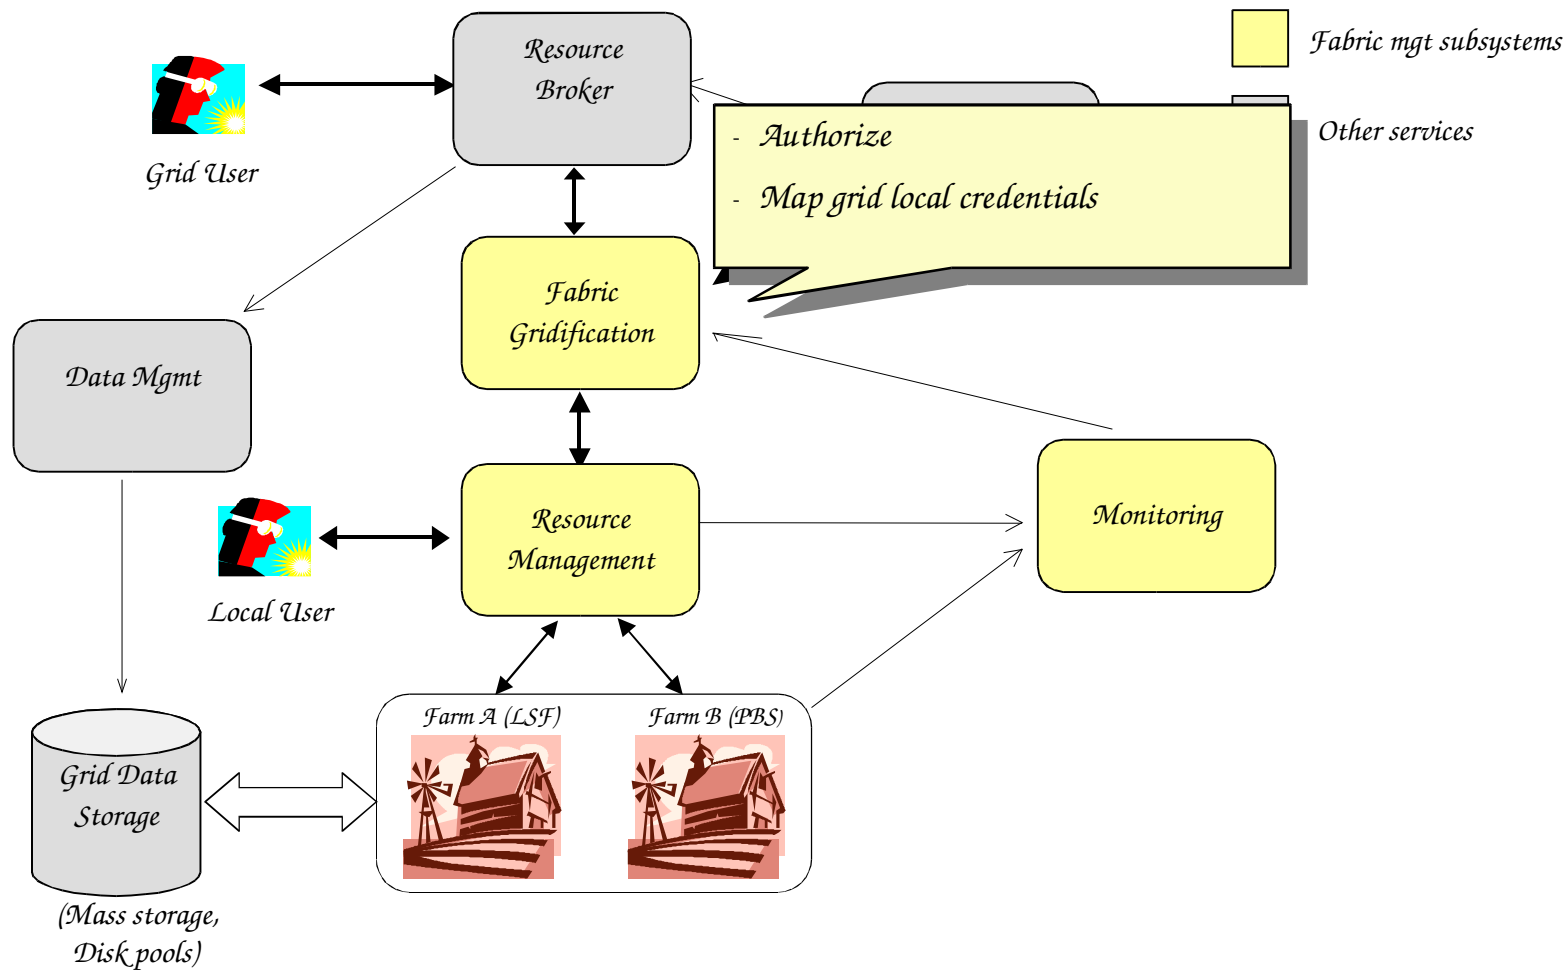 Resource
Broker
Fabric mgt subsystems
Other services
- Authorize
- Map grid local credentials
Grid User
Fabric
Gridification
Data Mgmt
Resource
Management
Monitoring
Local User
Farm A (LSF)
Farm B (PBS)
Grid Data
Storage
(Mass storage,
Disk pools)